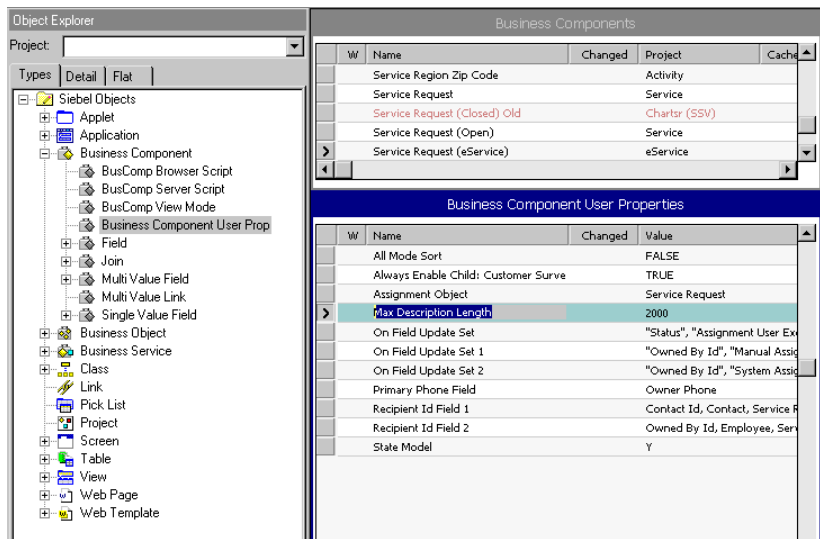 Object Explorer
Project:
Types Detail Flat
Siebel Objects
Applet
Application
Business Component
BusComp Browser Script
BusComp Server Script
BusComp View Mode
Business Component User Prop
Field
Join
Multi Value Field
Multi Value Link
Single Value Field
Business Object
Business Service
Class
Link
Pick List
Project
Screen
Table
View
Web Page
Web Template
Business Components
W Name Changed Project Cache
Service Region Zip Code Activity
Service Request Service
Service Request (Closed) Old Chartsr (SSV)
Service Request (Open) Service
Service Request (eService) eService
Business Component User Properties
W Name Changed Value
All Mode Sort FALSE
Always Enable Child: Customer Surve TRUE
Assignment Object Service Request
Max Description Length 2000
On Field Update Set "Status", "Assignment User Ex
On Field Update Set 1 "Owned By Id", "Manual Assig
On Field Update Set 2 "Owned By Id", "System Assig
Primary Phone Field Owner Phone
Recipient Id Field 1 Contact Id, Contact, Service R
Recipient Id Field 2 Owned By Id, Employee, Serv
State Model Y